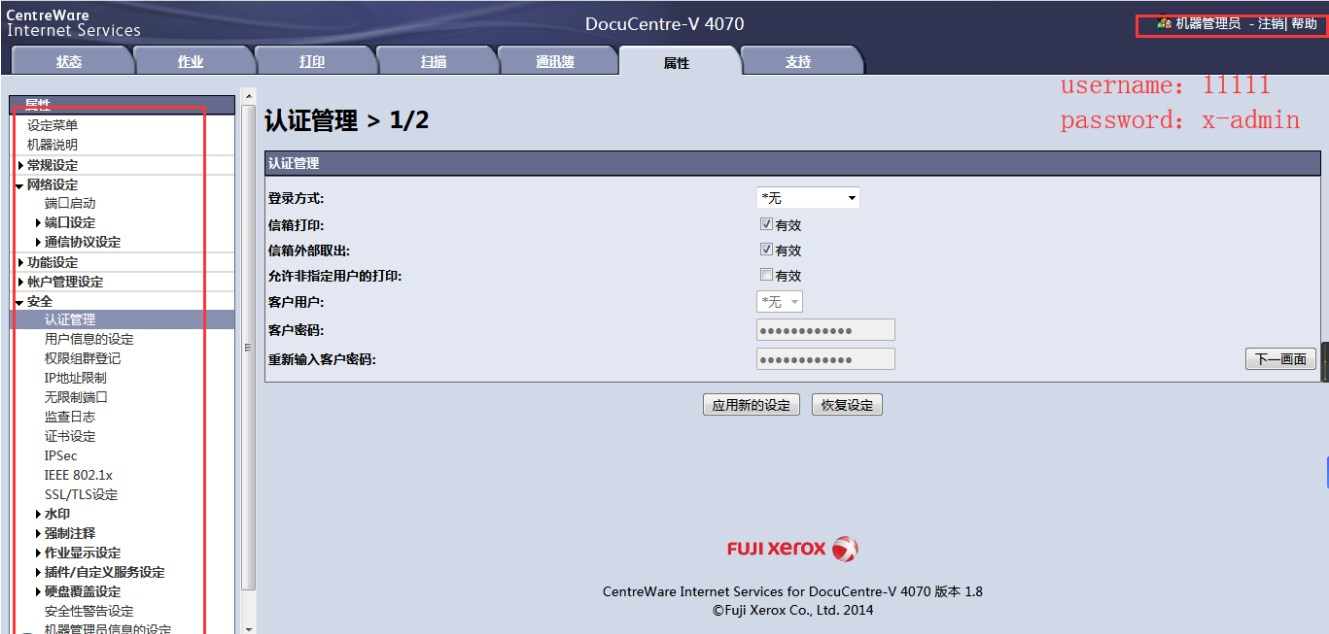 CentreWare
Internet Services
DocuCentre-V 4070
机器管理员 - 注销| 帮助
状态 作业 打印 扫描 通讯簿 属性 支持
username: 11111
password: x-admin
属性
设定菜单
机器说明
常规设定
网络设定
端口启动
端口设定
通信协议设定
功能设定
帐户管理设定
安全
认证管理
用户信息的设定
权限组群登记
IP地址限制
无限制端口
监查日志
证书设定
IPSec
IEEE 802.1x
SSL/TLS设定
水印
强制注释
作业显示设定
插件/自定义服务设定
硬盘覆盖设定
安全性警告设定
机器管理员信息的设定
认证管理 > 1/2
认证管理
登录方式: *无
信箱打印: 有效
信箱外部取出: 有效
允许非指定用户的打印: 有效
客户用户: *无
客户密码: ●●●●●●●●●●●●
重新输入客户密码: ●●●●●●●●●●●●
下一画面
应用新的设定 恢复设定
FUJI XEROX
CentreWare Internet Services for DocuCentre-V 4070 版本 1.8
©Fuji Xerox Co., Ltd. 2014